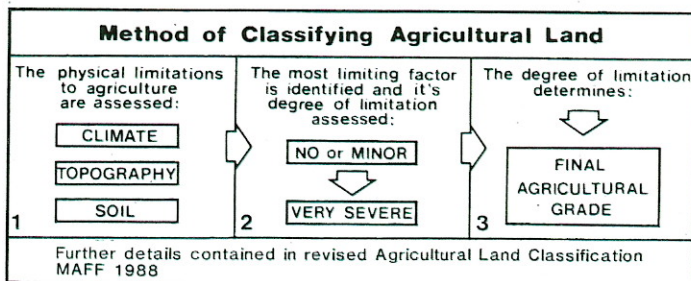 Method of Classifying Agricultural Land
The physical limitations
to agriculture
are assessed:
CLIMATE
TOPOGRAPHY
SOIL
1
The most limiting factor
is identified and it's
degree of limitation
assessed:
NO or MINOR
VERY SEVERE
2
The degree of limitation
determines:
FINAL
AGRICULTURAL
GRADE
3
Further details contained in revised Agricultural Land Classification
MAFF 1988